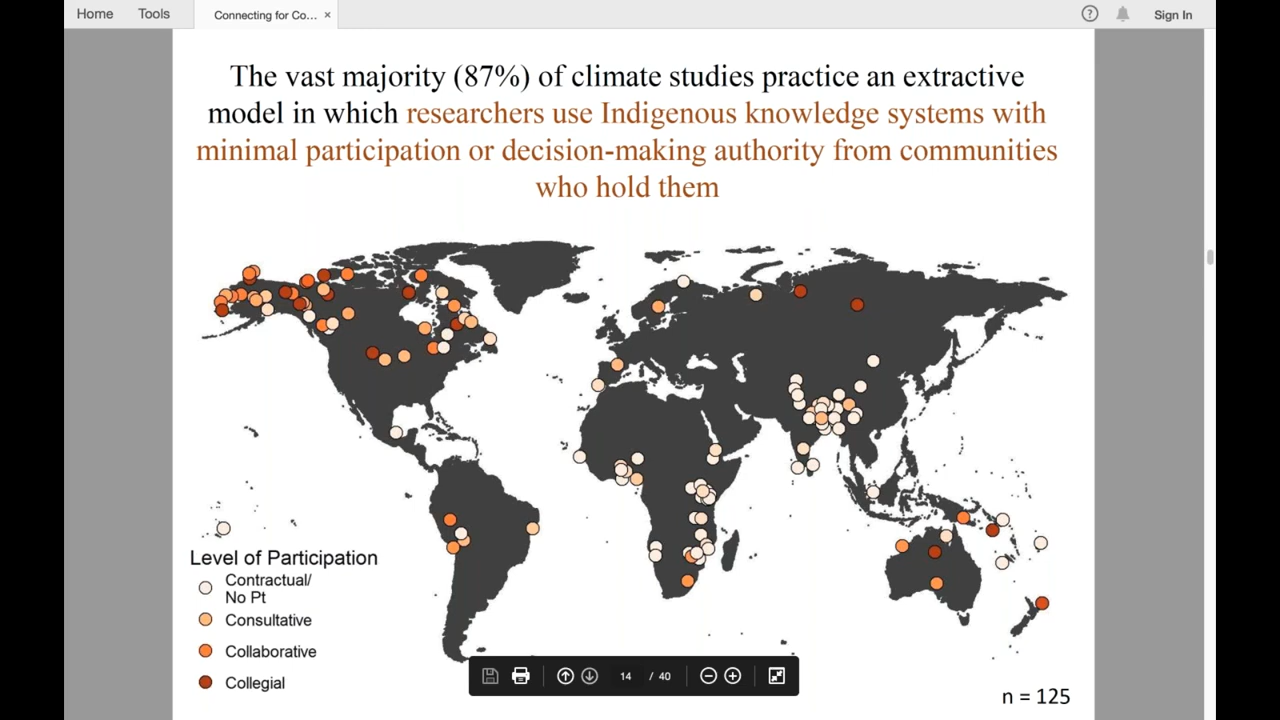 Home Tools Connecting for Co... × ? Sign In
The vast majority (87%) of climate studies practice an extractive
model in which researchers use Indigenous knowledge systems with
minimal participation or decision-making authority from communities
who hold them
Level of Participation
Contractual/
No Pt
Consultative
Collaborative
Collegial
14 / 40
n = 125